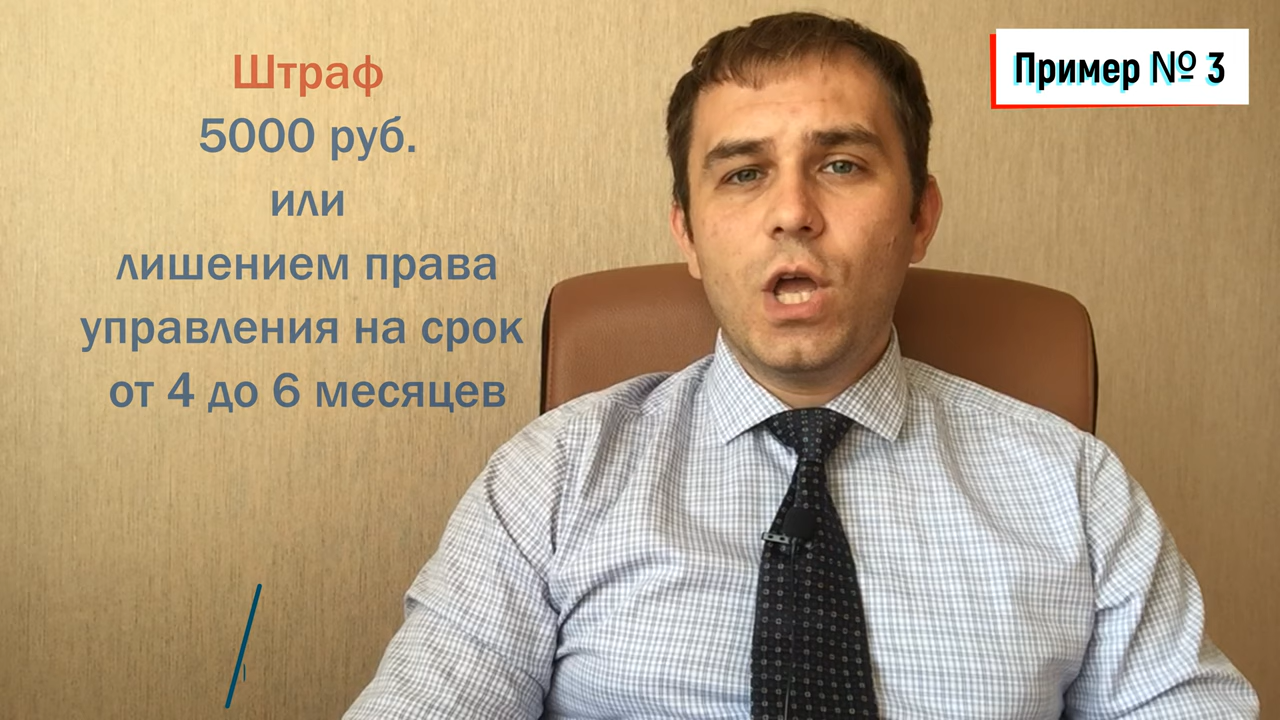 Штраф
5000 руб.
или
лишением права
управления на срок
от 4 до 6 месяцев
Пример № 3